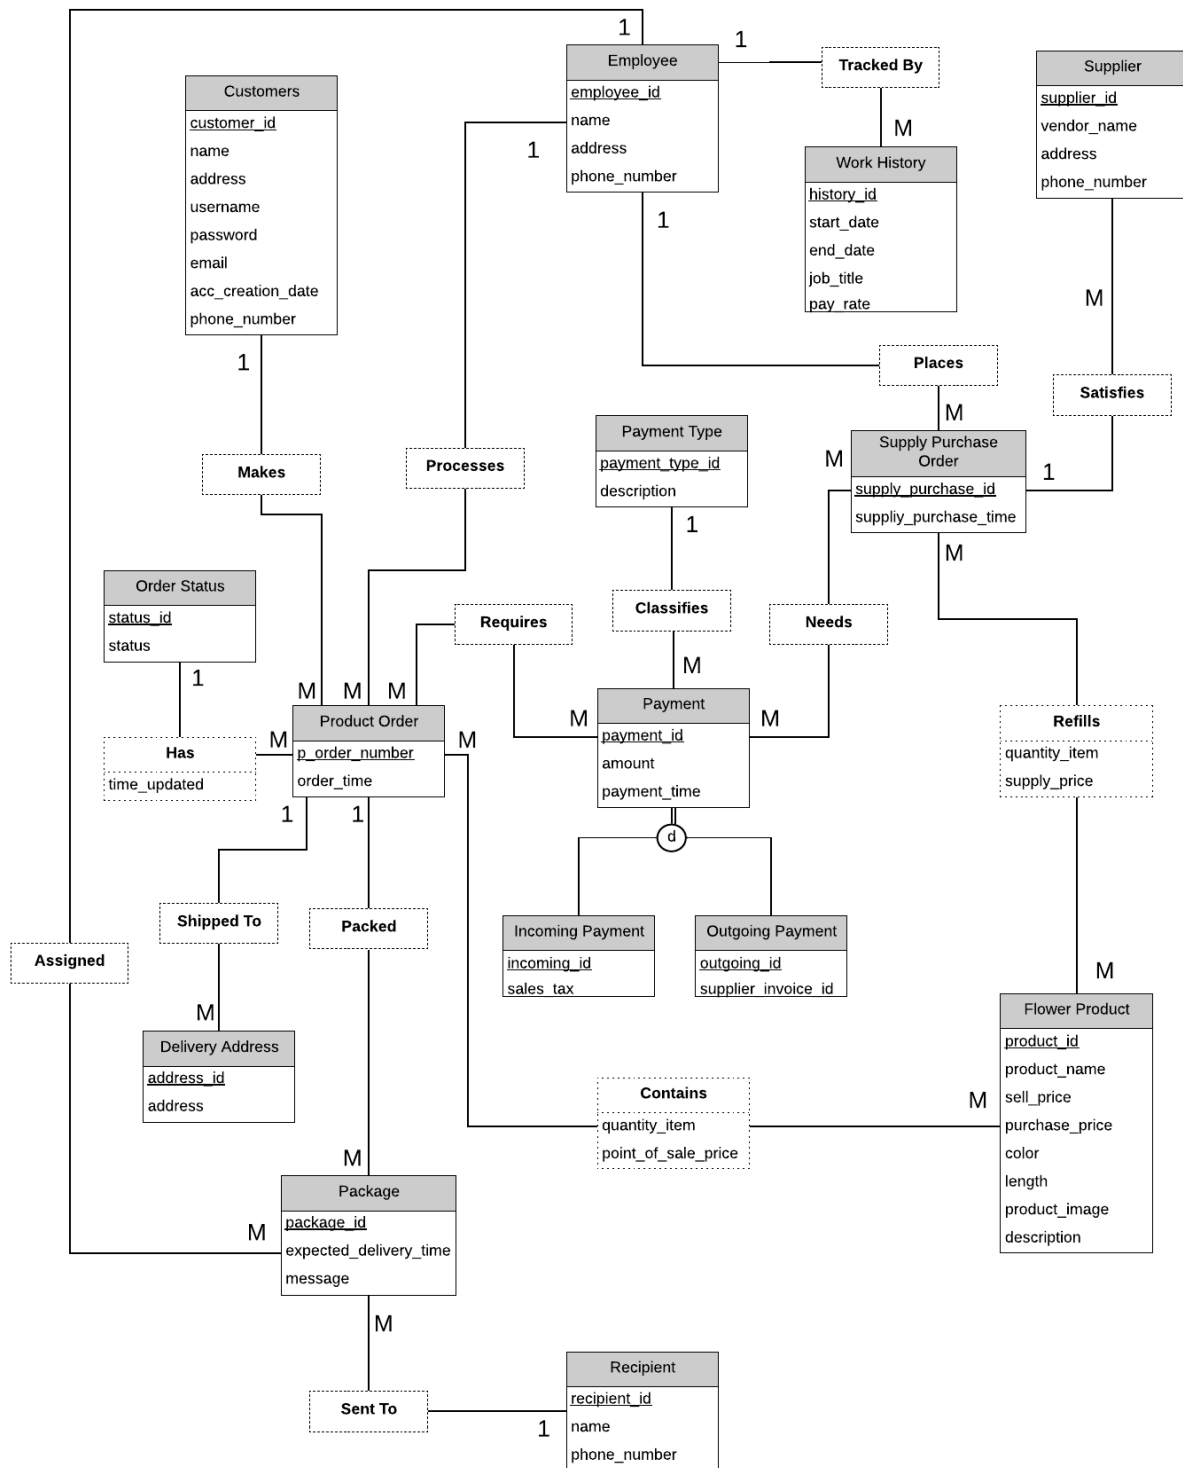 1
Employee
employee_id
name
address
phone_number
1
Tracked By
M
Work History
history_id
start_date
end_date
job_title
pay_rate
Supplier
supplier_id
vendor_name
address
phone_number
Customers
customer_id
name
address
username
password
email
acc_creation_date
phone_number
1
1
1
M
Places
M
Satisfies
1
Makes
Processes
Payment Type
payment_type_id
description
1
Supply Purchase
Order
supply_purchase_id
suppliy_purchase_time
M
M
Order Status
status_id
status
1
Requires
Classifies
Needs
M
M
M
M
M
M
Has
time_updated
M
Product Order
p_order_number
order_time
M
Payment
payment_id
amount
payment_time
d
Refills
quantity_item
supply_price
1
1
Shipped To
Packed
Incoming Payment
incoming_id
sales_tax
Outgoing Payment
outgoing_id
supplier_invoice_id
Assigned
M
M
Delivery Address
address_id
address
Flower Product
product_id
product_name
sell_price
purchase_price
color
length
product_image
description
Contains
quantity_item
point_of_sale_price
M
M
Package
package_id
expected_delivery_time
message
M
M
Sent To
1
Recipient
recipient_id
name
phone_number